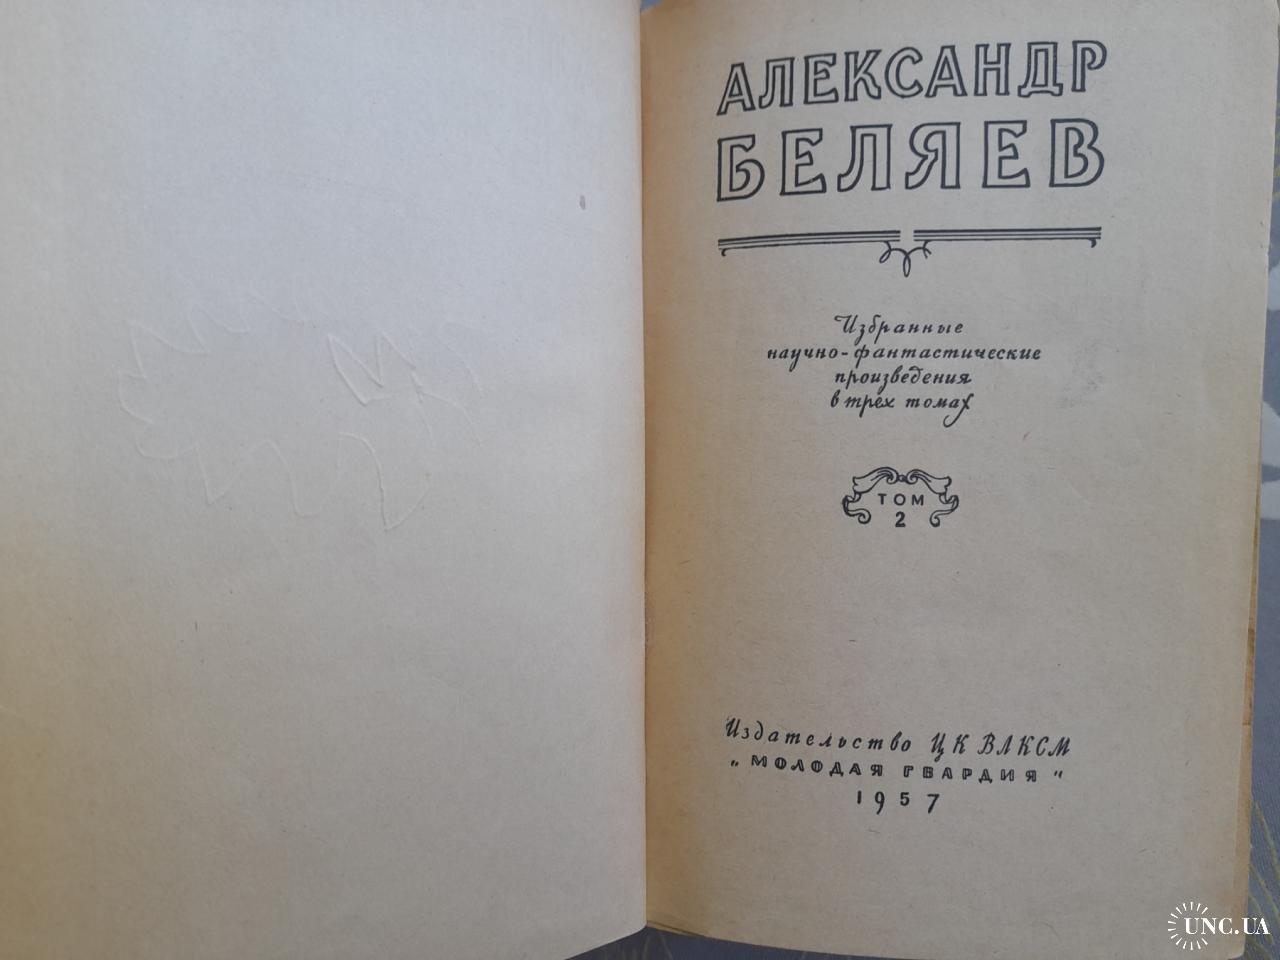 АЛЕКСАНДР
БЕЛЯЕВ
Избранные
научно-фантастические
произведения
в трех томах
ТОМ
2
Издательство ЦК ВЛКСМ
„МОЛОДАЯ ГВАРДИЯ“
1957
UNC.UA